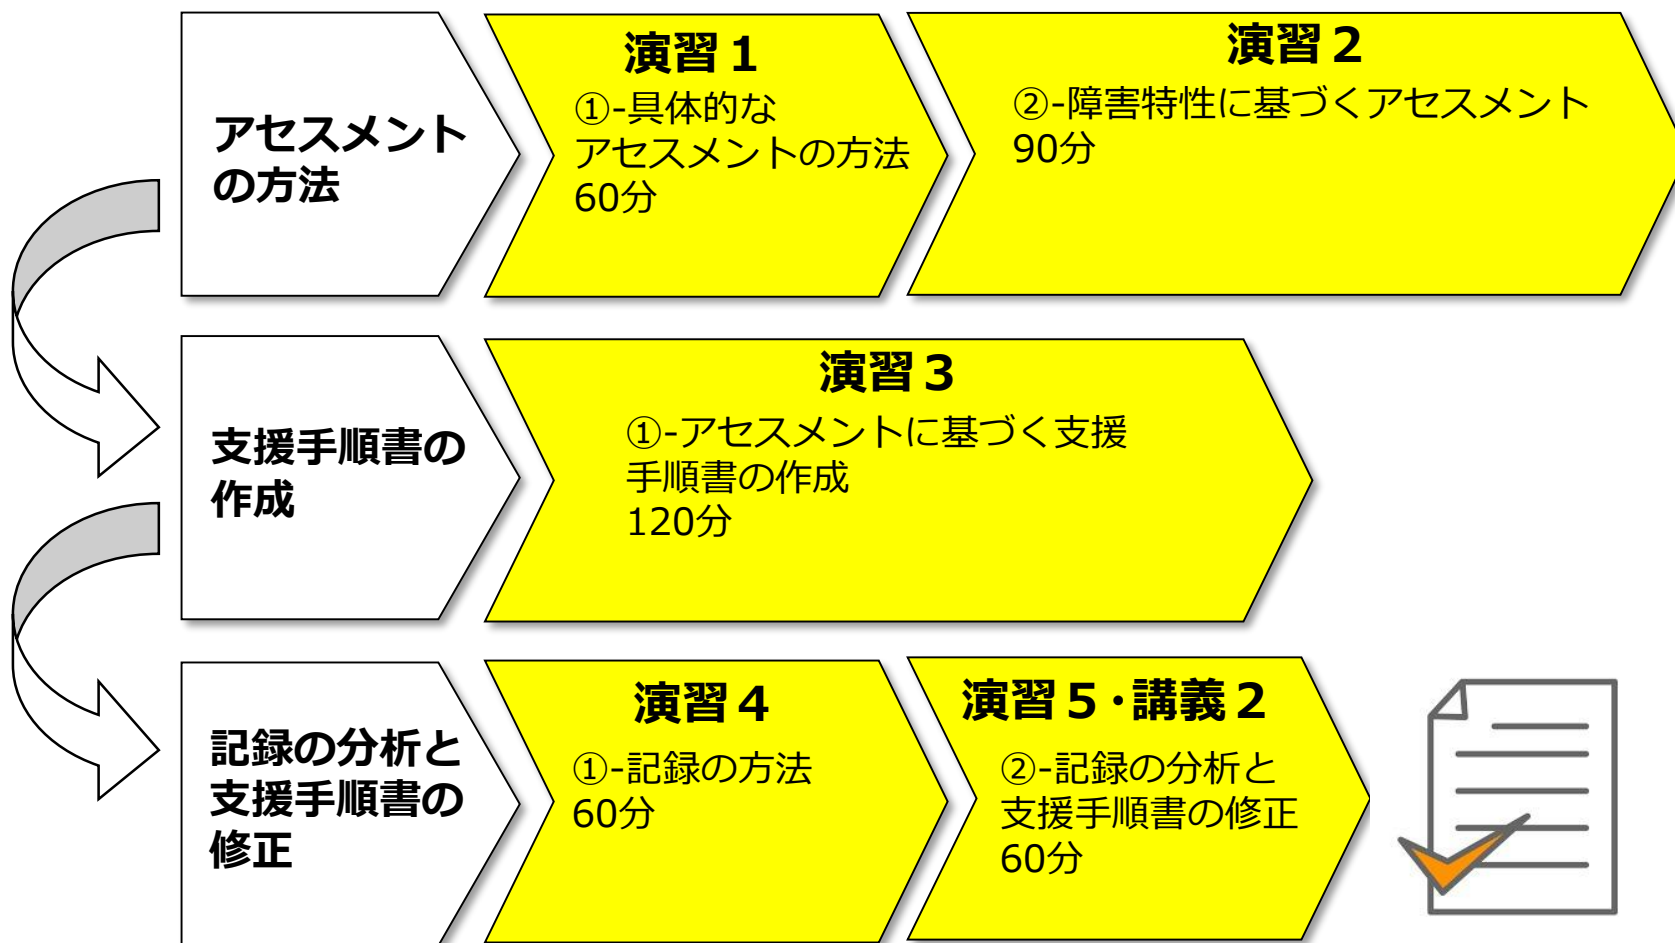 アセスメント
の方法
演習１
①-具体的な
アセスメントの方法
60分
演習２
②-障害特性に基づくアセスメント
90分
支援手順書の
作成
演習３
①-アセスメントに基づく支援
手順書の作成
120分
記録の分析と
支援手順書の
修正
演習４
①-記録の方法
60分
演習５・講義２
②-記録の分析と
支援手順書の修正
60分